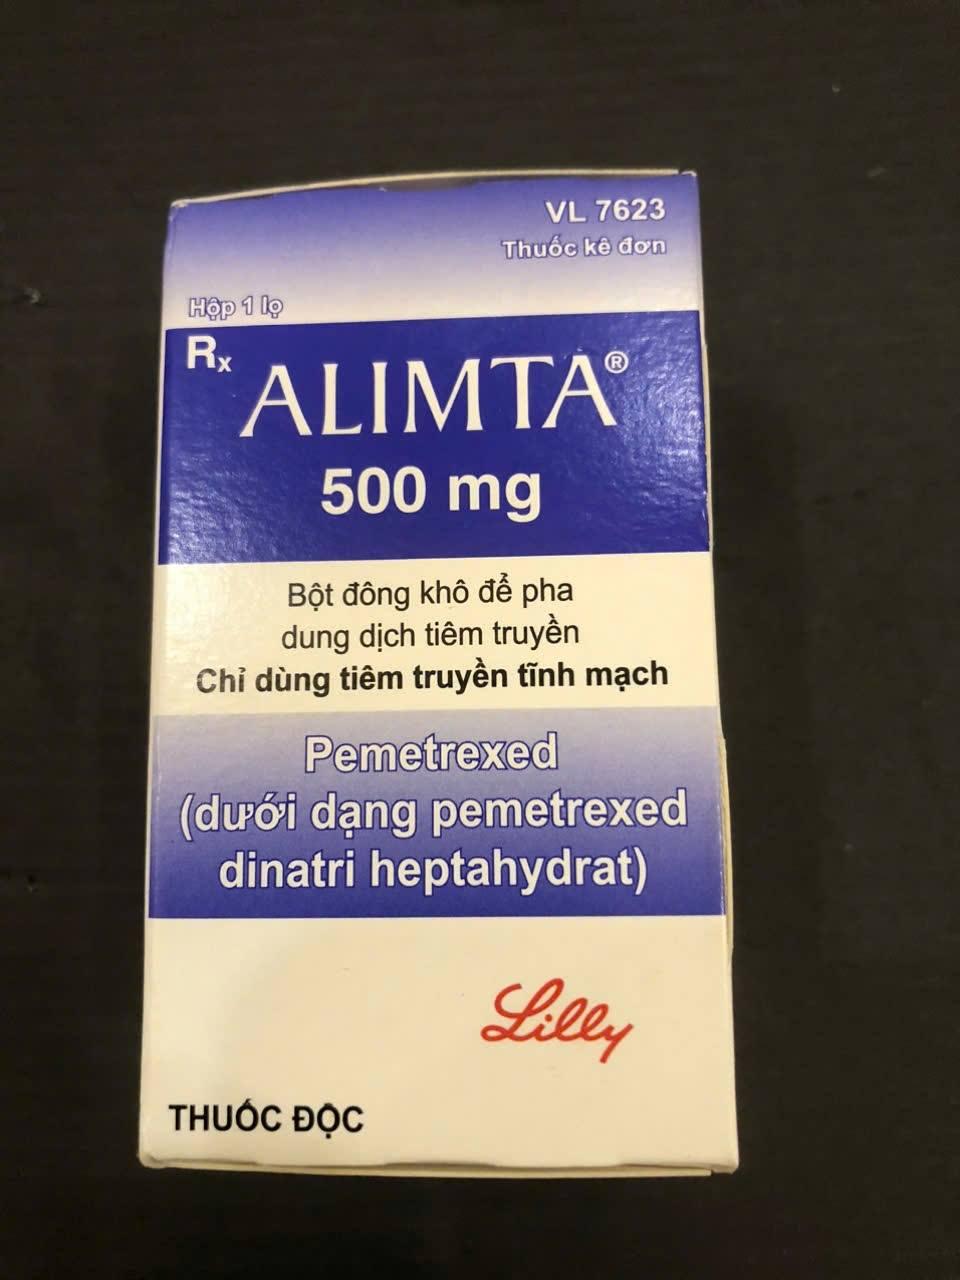 VL 7623
Thuốc kê đơn
Hộp 1 lọ
Rx ALIMTA®
500 mg
Bột đông khô để pha
dung dịch tiêm truyền
Chỉ dùng tiêm truyền tĩnh mạch
Pemetrexed
(dưới dạng pemetrexed
dinatri heptahydrat)
Lilly
THUỐC ĐỘC